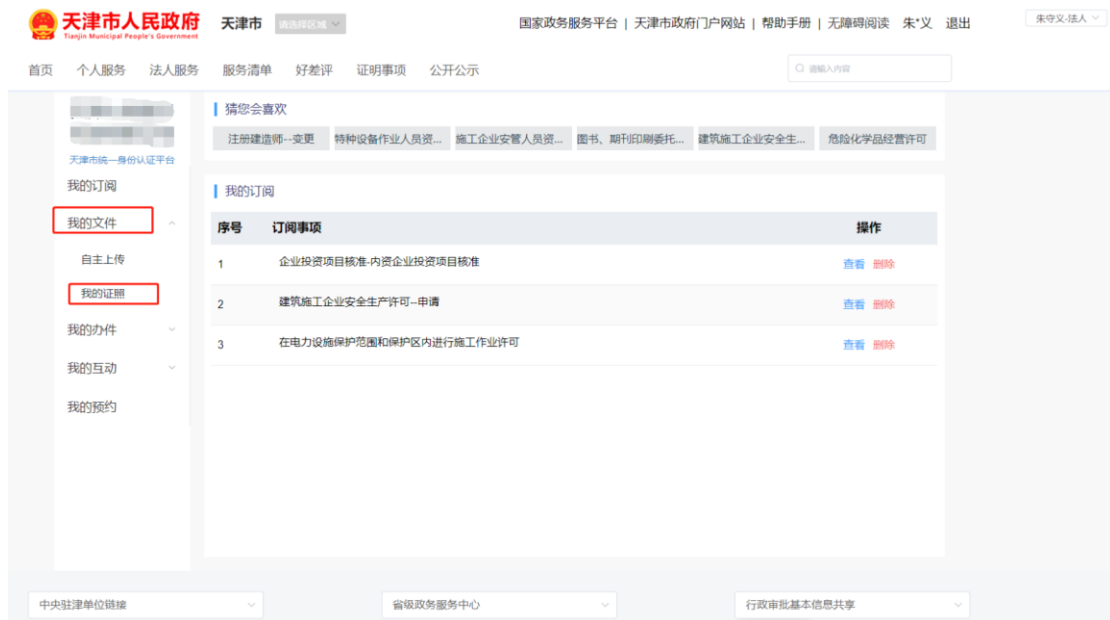 天津市人民政府 天津市 请选择区域 国家政务服务平台 | 天津市政府门户网站 | 帮助手册 | 无障碍阅读 朱*义 退出 朱守义-法人
Tianjin Municipal People's Government
首页 个人服务 法人服务 服务清单 好差评 证明事项 公开公示 请输入内容
猜您会喜欢
注册建造师--变更 特种设备作业人员资... 施工企业安管人员资... 图书、期刊印刷委托... 建筑施工企业安全生... 危险化学品经营许可
天津市统一身份认证平台
我的订阅
我的文件
自主上传
我的证照
我的办件
我的互动
我的预约
我的订阅
序号 订阅事项 操作
1 企业投资项目核准-内资企业投资项目核准 查看 删除
2 建筑施工企业安全生产许可--申请 查看 删除
3 在电力设施保护范围和保护区内进行施工作业许可 查看 删除
中央驻津单位链接 省级政务服务中心 行政审批基本信息共享